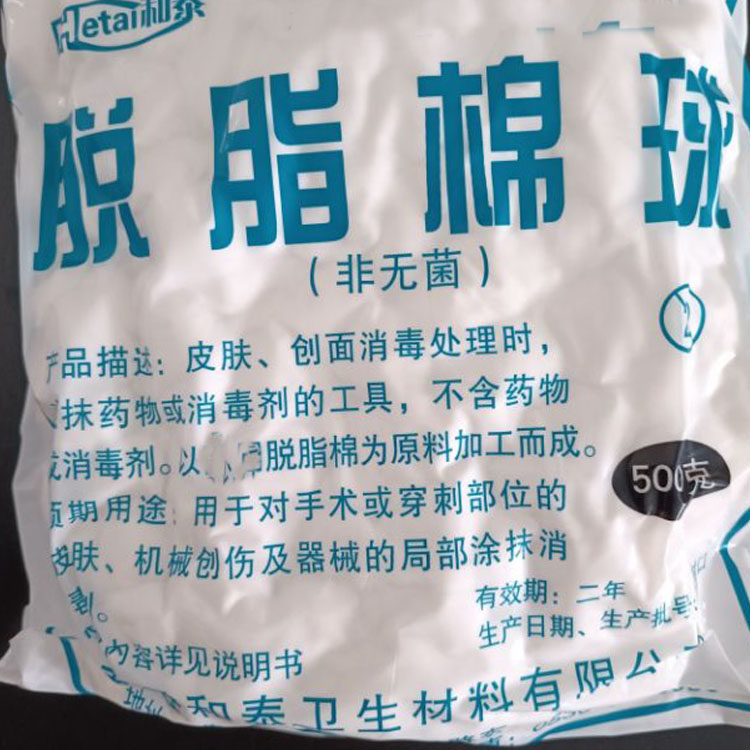 Hetai和泰
脱脂棉球
（非无菌）
2
产品描述：皮肤、创面消毒处理时，
抹药物或消毒剂的工具，不含药物
或消毒剂。以 脱脂棉为原料加工而成。
500克
预期用途：用于对手术或穿刺部位的
皮肤、机械创伤及器械的局部涂抹消
有效期：二年
生产日期、生产批号
内容详见说明书
和泰卫生材料有限公